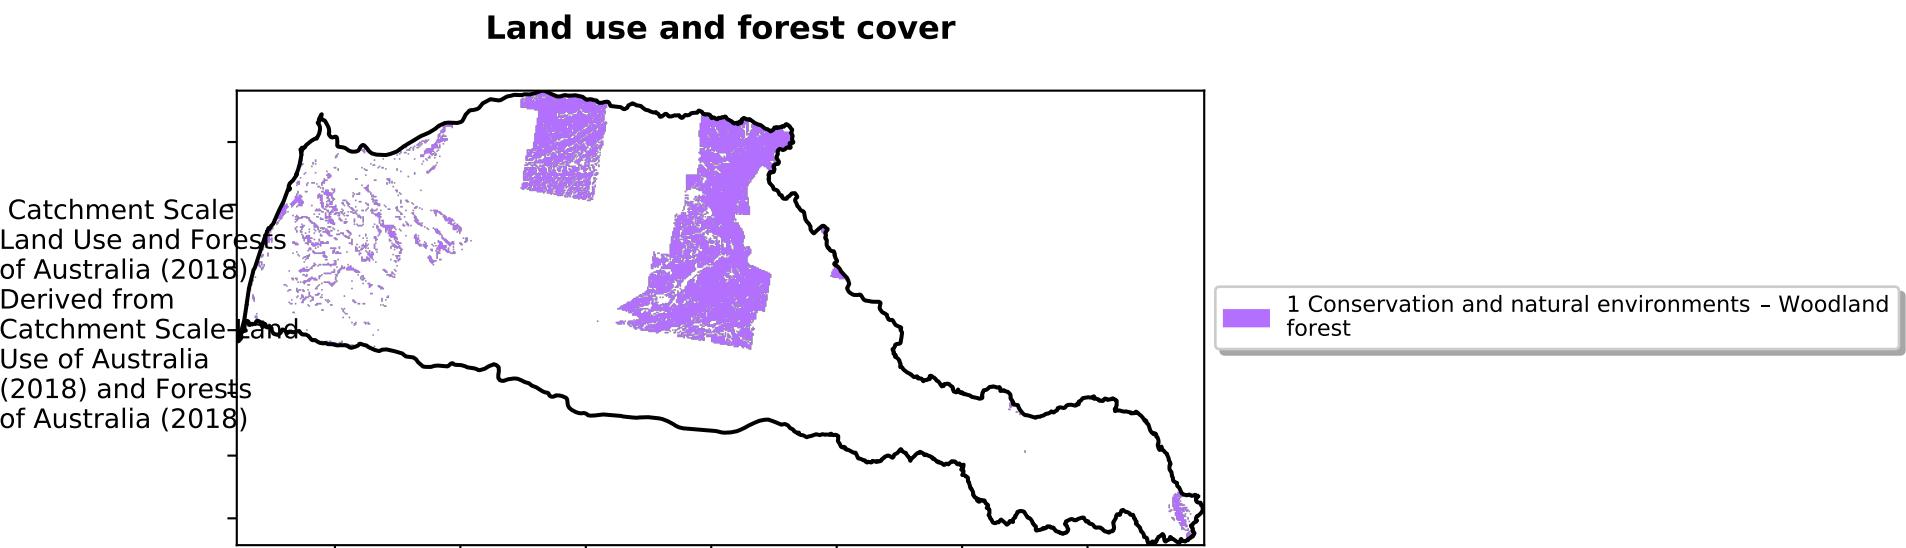 Land use and forest cover
Catchment Scale
Land Use and Forests
of Australia (2018)
Derived from
Catchment Scale Land
Use of Australia
(2018) and Forests
of Australia (2018)
1 Conservation and natural environments – Woodland
forest